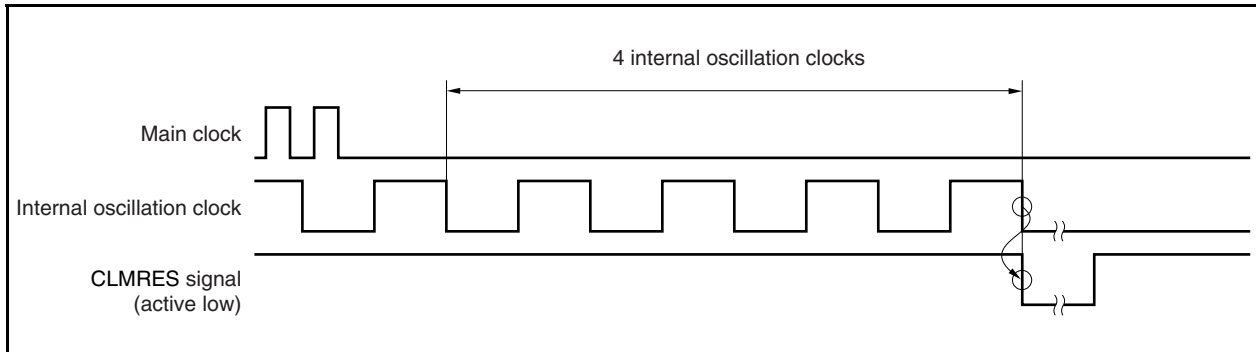 4 internal oscillation clocks
Main clock
Internal oscillation clock
CLMRES signal
(active low)